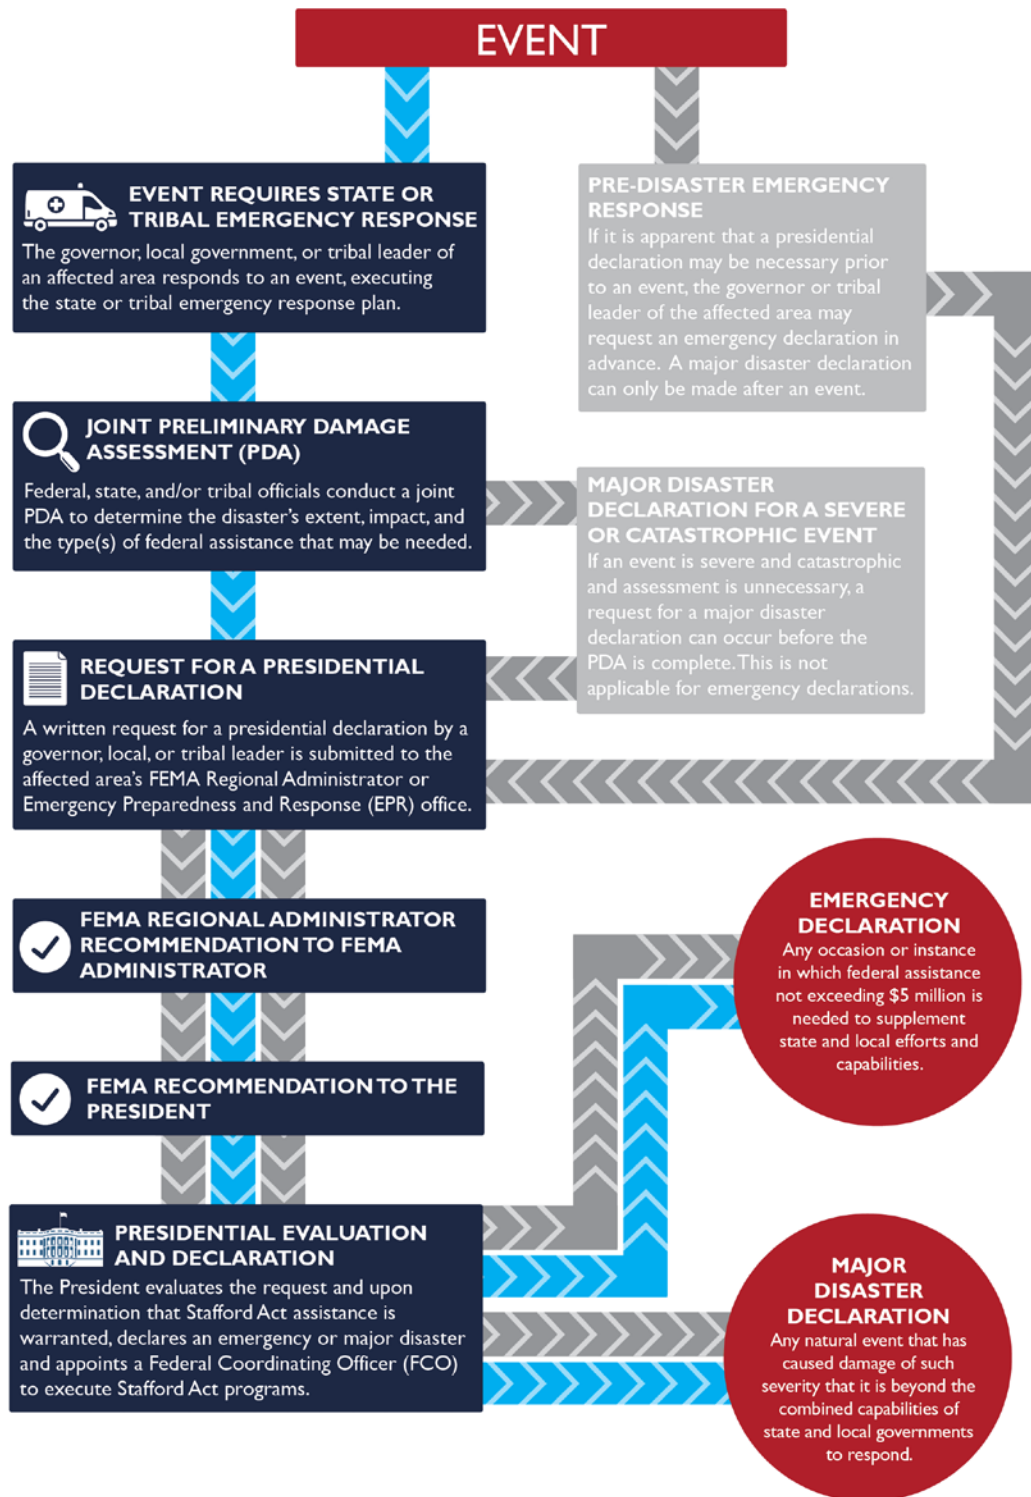 EVENT
EVENT REQUIRES STATE OR
TRIBAL EMERGENCY RESPONSE
The governor, local government, or tribal leader of
an affected area responds to an event, executing
the state or tribal emergency response plan.
PRE-DISASTER EMERGENCY
RESPONSE
If it is apparent that a presidential
declaration may be necessary prior
to an event, the governor or tribal
leader of the affected area may
request an emergency declaration in
advance. A major disaster declaration
can only be made after an event.
JOINT PRELIMINARY DAMAGE
ASSESSMENT (PDA)
Federal, state, and/or tribal officials conduct a joint
PDA to determine the disaster's extent, impact, and
the type(s) of federal assistance that may be needed.
MAJOR DISASTER
DECLARATION FOR A SEVERE
OR CATASTROPHIC EVENT
If an event is severe and catastrophic
and assessment is unnecessary, a
request for a major disaster
declaration can occur before the
PDA is complete. This is not
applicable for emergency declarations.
REQUEST FOR A PRESIDENTIAL
DECLARATION
A written request for a presidential declaration by a
governor, local, or tribal leader is submitted to the
affected area's FEMA Regional Administrator or
Emergency Preparedness and Response (EPR) office.
FEMA REGIONAL ADMINISTRATOR
RECOMMENDATION TO FEMA
ADMINISTRATOR
FEMA RECOMMENDATION TO THE
PRESIDENT
PRESIDENTIAL EVALUATION
AND DECLARATION
The President evaluates the request and upon
determination that Stafford Act assistance is
warranted, declares an emergency or major disaster
and appoints a Federal Coordinating Officer (FCO)
to execute Stafford Act programs.
EMERGENCY
DECLARATION
Any occasion or instance
in which federal assistance
not exceeding $5 million is
needed to supplement
state and local efforts and
capabilities.
MAJOR
DISASTER
DECLARATION
Any natural event that has
caused damage of such
severity that it is beyond the
combined capabilities of
state and local governments
to respond.